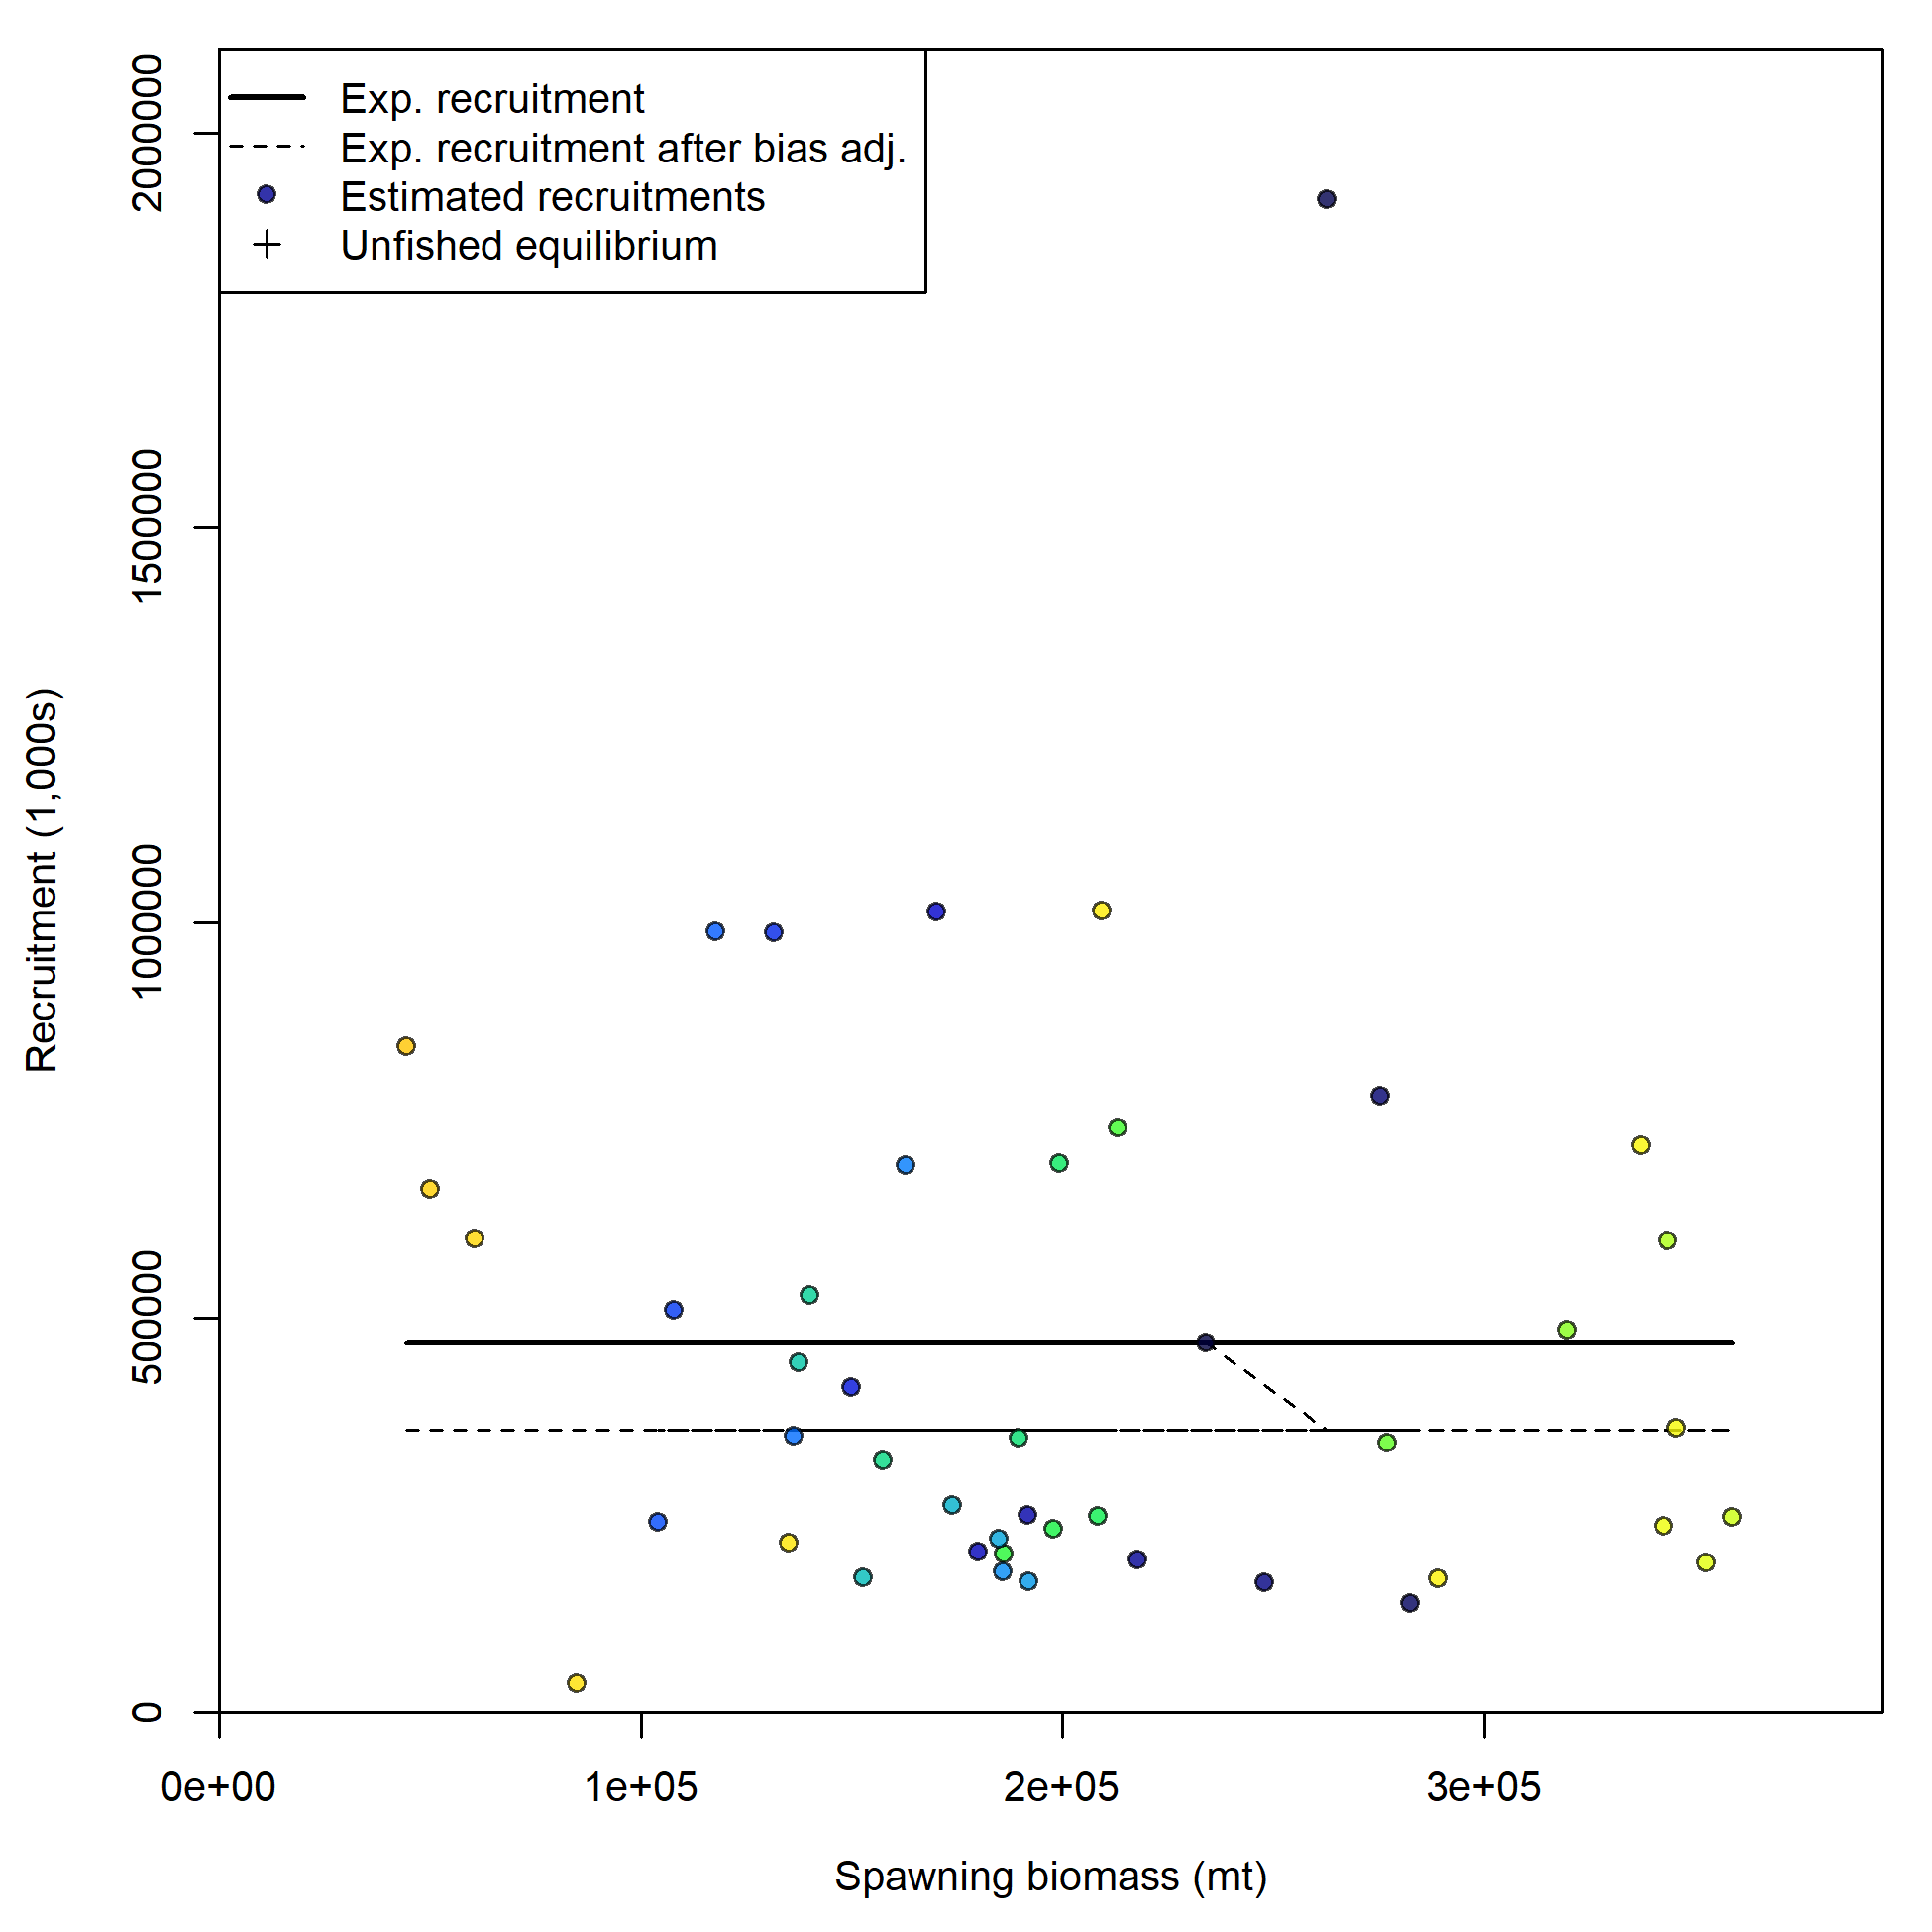 Exp. recruitment
Exp. recruitment after bias adj.
Estimated recruitments
Unfished equilibrium
Recruitment (1,000s)
2000000
1500000
1000000
500000
0
0e+00
1e+05
2e+05
3e+05
Spawning biomass (mt)